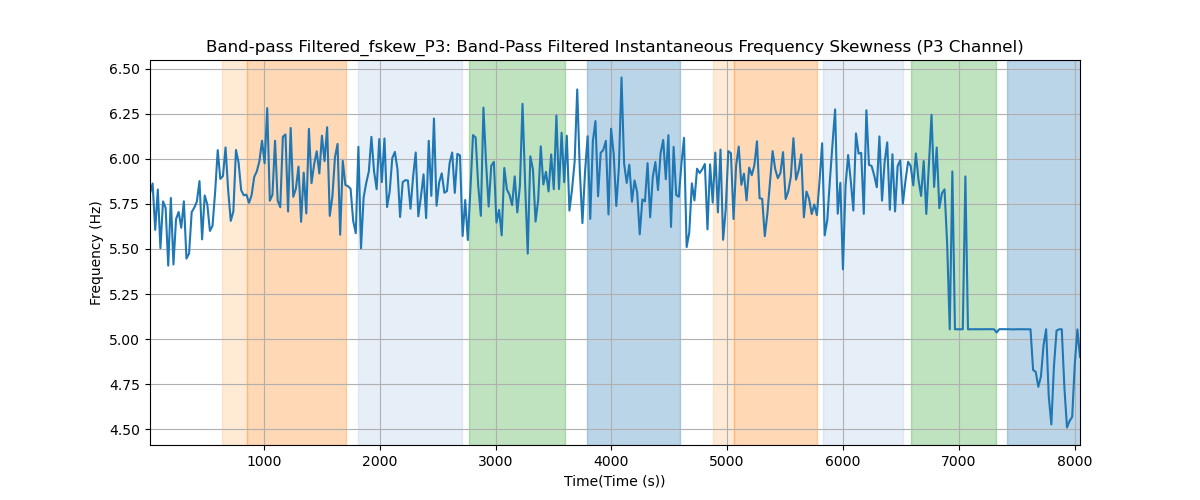 Band-pass Filtered_fskew_P3: Band-Pass Filtered Instantaneous Frequency Skewness (P3 Channel)
6.50
6.25
6.00
5.75
5.50
5.25
5.00
4.75
4.50
Frequency (Hz)
1000 2000 3000 4000 5000 6000 7000 8000
Time(Time (s))